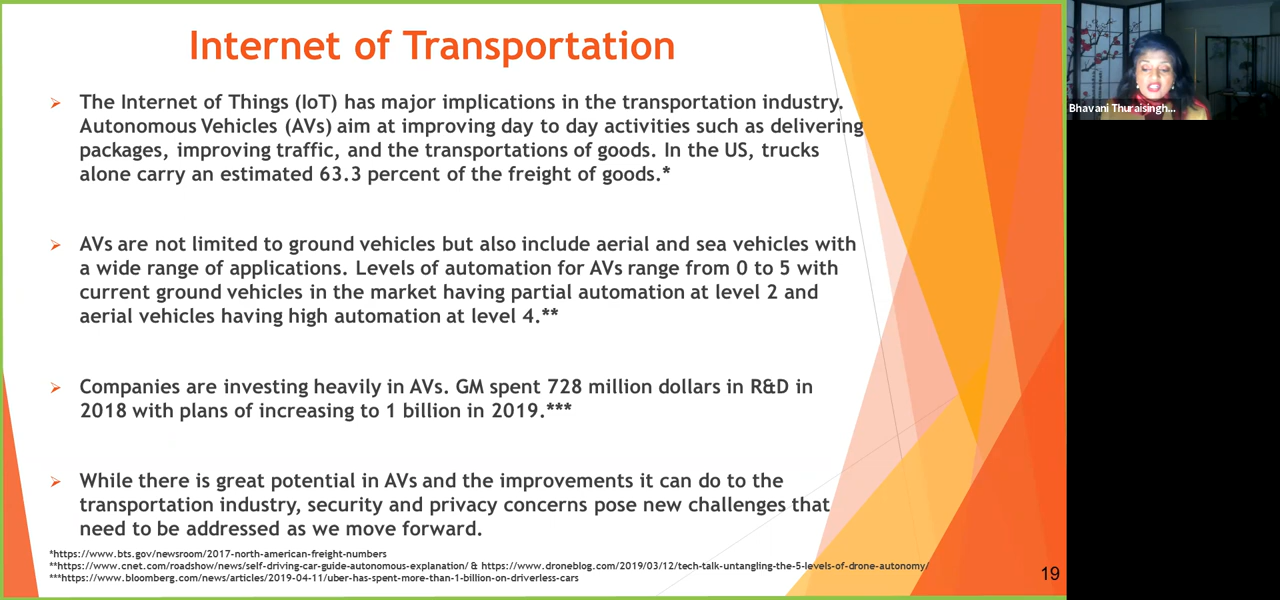 Internet of Transportation
The Internet of Things (IoT) has major implications in the transportation industry.
Autonomous Vehicles (AVs) aim at improving day to day activities such as delivering
packages, improving traffic, and the transportations of goods. In the US, trucks
alone carry an estimated 63.3 percent of the freight of goods.*
AVs are not limited to ground vehicles but also include aerial and sea vehicles with
a wide range of applications. Levels of automation for AVs range from 0 to 5 with
current ground vehicles in the market having partial automation at level 2 and
aerial vehicles having high automation at level 4.**
Companies are investing heavily in AVs. GM spent 728 million dollars in R&D in
2018 with plans of increasing to 1 billion in 2019.***
While there is great potential in AVs and the improvements it can do to the
transportation industry, security and privacy concerns pose new challenges that
need to be addressed as we move forward.
*https://www.bts.gov/newsroom/2017-north-american-freight-numbers
**https://www.cnet.com/roadshow/news/self-driving-car-guide-autonomous-explanation/ & https://www.droneblog.com/2019/03/12/tech-talk-untangling-the-5-levels-of-drone-autonomy/
***https://www.bloomberg.com/news/articles/2019-04-11/uber-has-spent-more-than-1-billion-on-driverless-cars
19
Bhavani Thuraisingh...